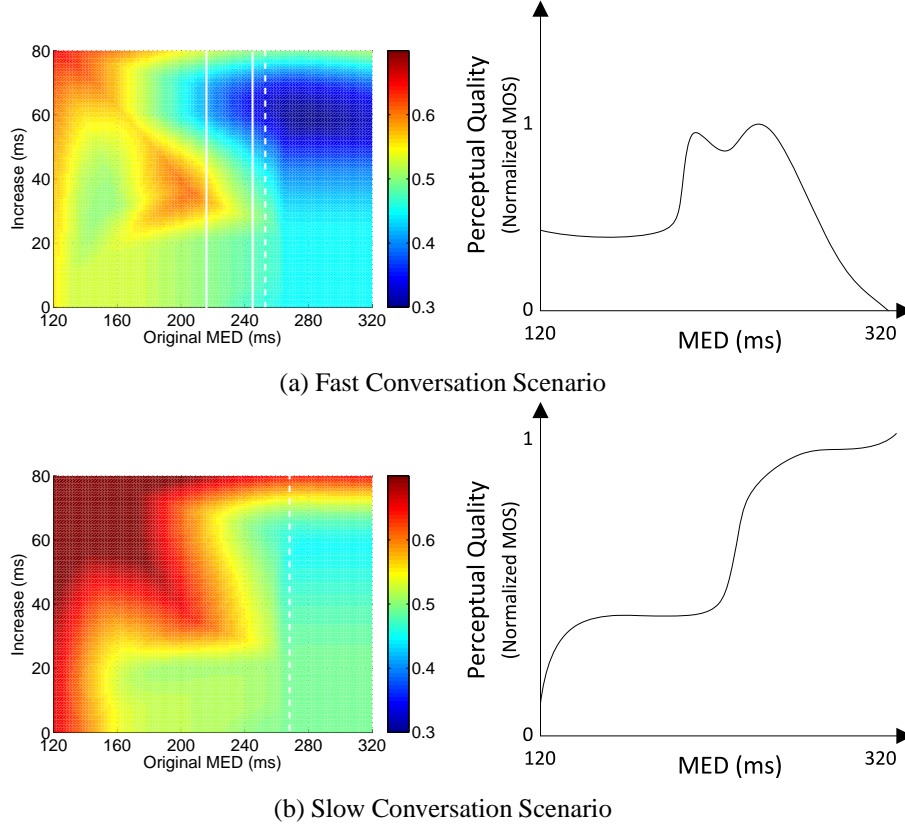 80
60
40
20
0
Increase (ms)
120 160 200 240 280 320
Original MED (ms)
0.6
0.5
0.4
0.3
Perceptual Quality
(Normalized MOS)
1
0
120 320
MED (ms)
(a) Fast Conversation Scenario
80
60
40
20
0
Increase (ms)
120 160 200 240 280 320
Original MED (ms)
0.6
0.5
0.4
0.3
Perceptual Quality
(Normalized MOS)
1
0
120 320
MED (ms)
(b) Slow Conversation Scenario